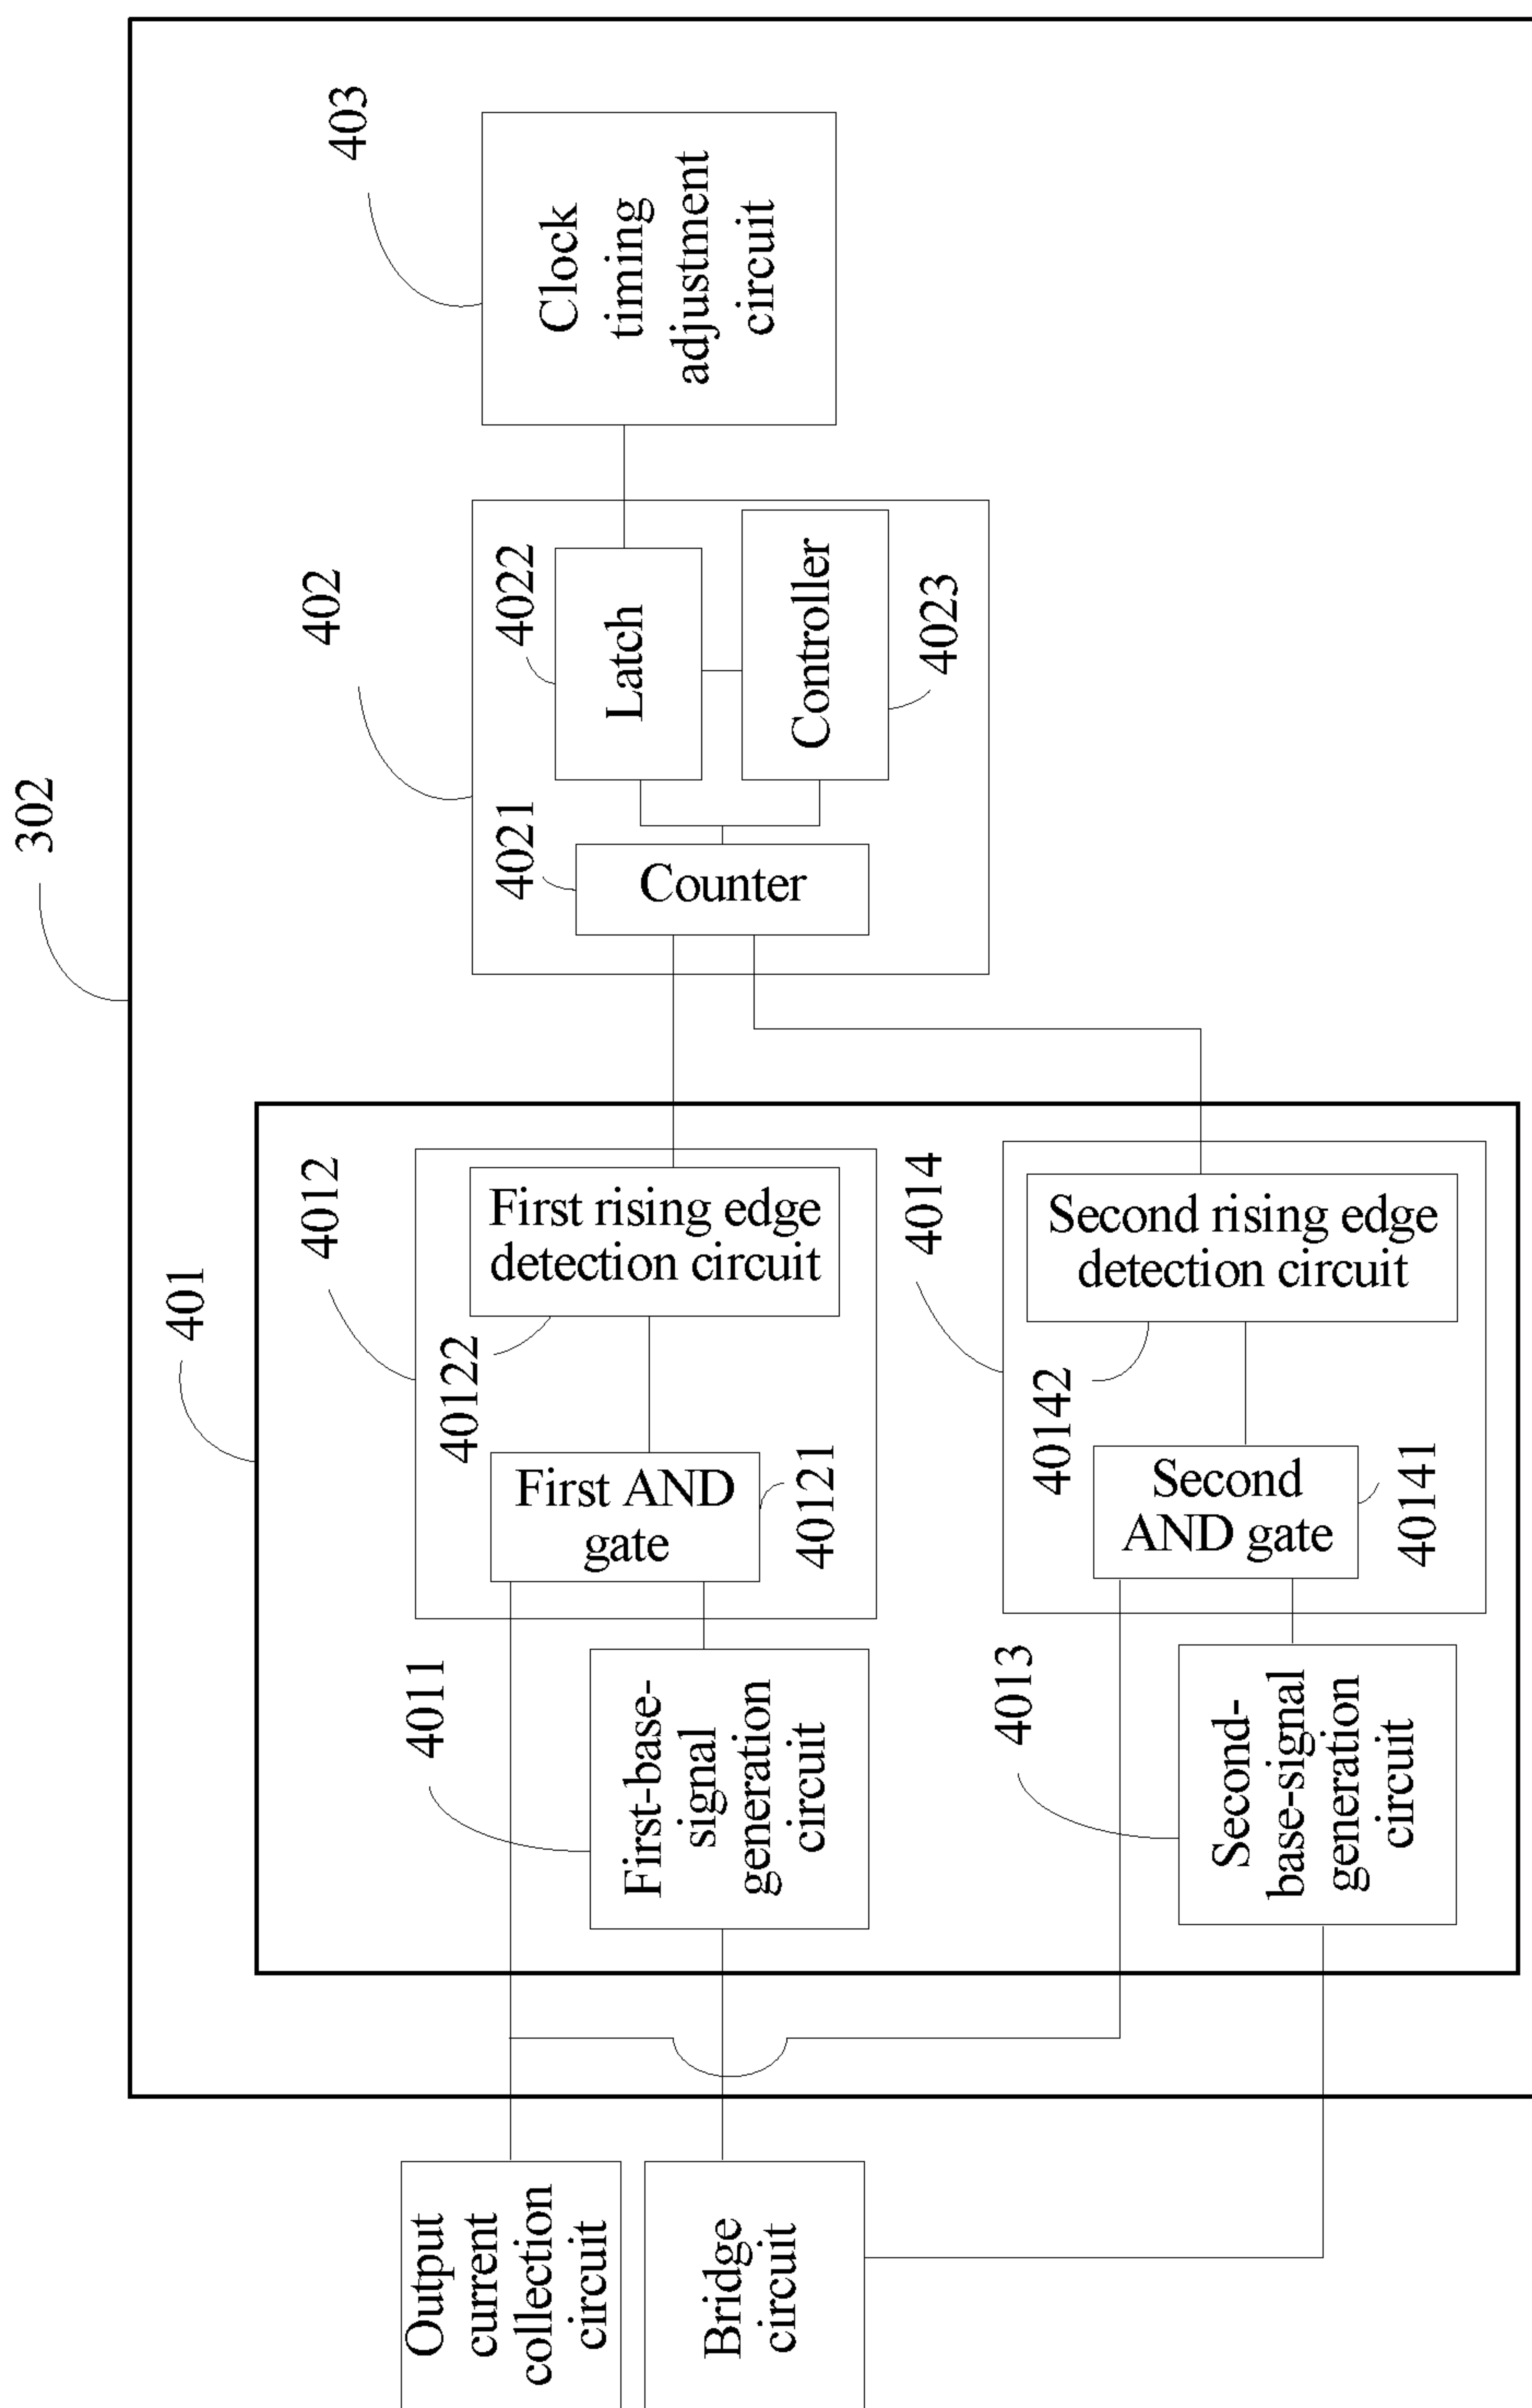 302
401
402
403
4012
40122
First rising edge
detection circuit
First AND
gate
40121
4011
First-base-
signal
generation
circuit
4014
40142
Second rising edge
detection circuit
Second
AND gate
40141
4013
Second-
base-signal
generation
circuit
4021
Counter
4022
Latch
Controller
4023
Clock
timing
adjustment
circuit
Output
current
collection
circuit
Bridge
circuit